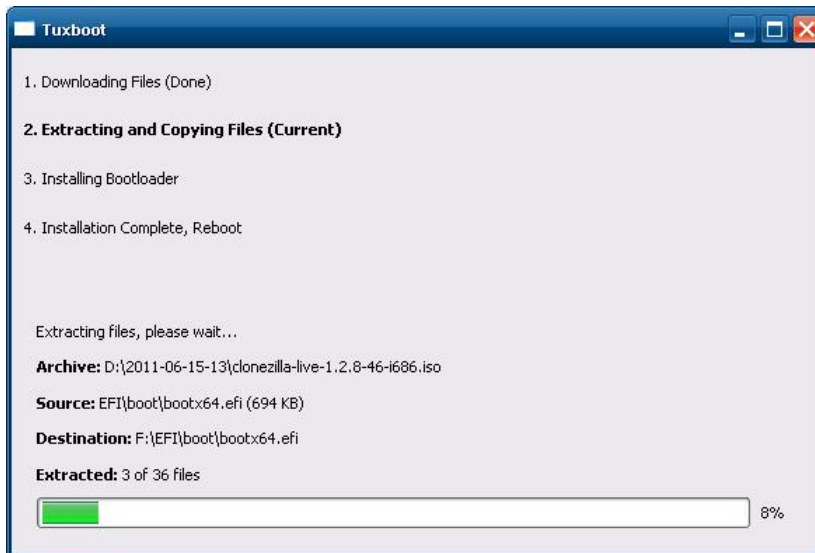 Tuxboot
1. Downloading Files (Done)
2. Extracting and Copying Files (Current)
3. Installing Bootloader
4. Installation Complete, Reboot
Extracting files, please wait...
Archive: D:\2011-06-15-13\clonezilla-live-1.2.8-46-i686.iso
Source: EFI\boot\bootx64.efi (694 KB)
Destination: F:\EFI\boot\bootx64.efi
Extracted: 3 of 36 files
8%